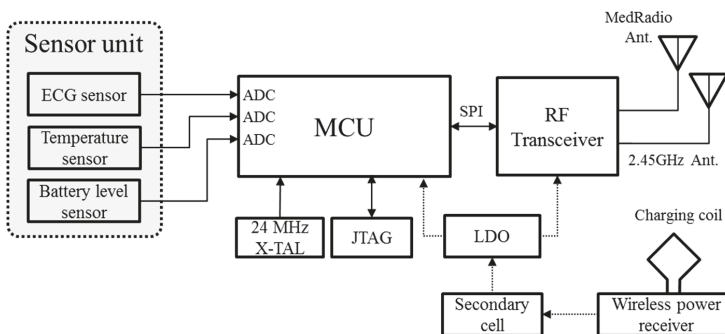 Sensor unit
ECG sensor
Temperature
sensor
Battery level
sensor
ADC
ADC
ADC
MCU
24 MHz
X-TAL
JTAG
SPI
RF
Transceiver
MedRadio
Ant.
2.45GHz Ant.
LDO
Secondary
cell
Charging coil
Wireless power
receiver